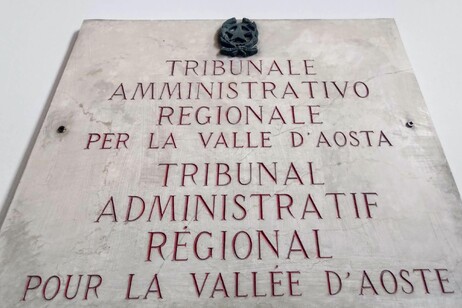 TRIBUNALE
AMMINISTRATIVO
REGIONALE
PER LA VALLE D'AOSTA
TRIBUNAL
ADMINISTRATIF
RÉGIONAL
POUR LA VALLÉE D'AOSTE